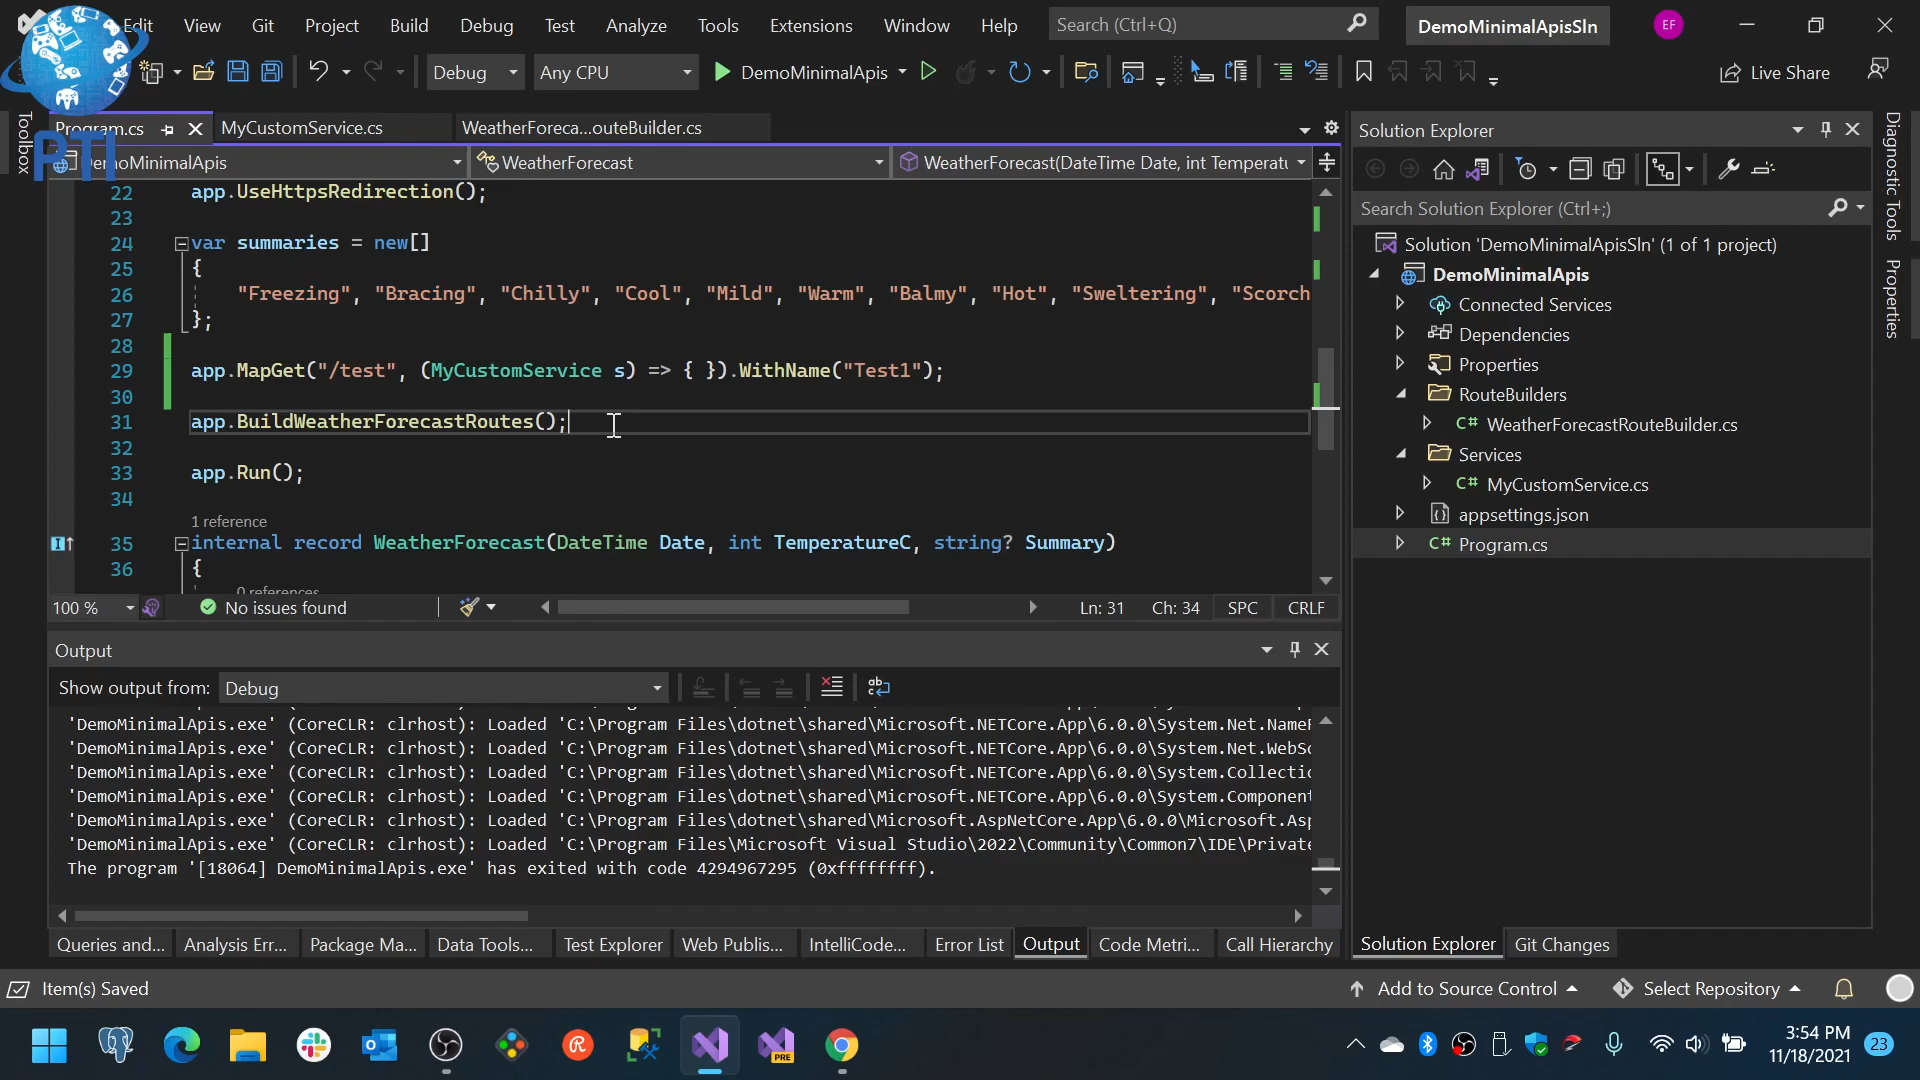 Edit View Git Project Build Debug Test Analyze Tools Extensions Window Help Search (Ctrl+Q) DemoMinimalApisSln EF
Debug Any CPU DemoMinimalApis Live Share
Toolbox
PTI
Program.cs MyCustomService.cs WeatherForeca...outeBuilder.cs
DemoMinimalApis WeatherForecast WeatherForecast(DateTime Date, int Temperatu
22 app.UseHttpsRedirection();
23
24 var summaries = new[]
25 {
26 "Freezing", "Bracing", "Chilly", "Cool", "Mild", "Warm", "Balmy", "Hot", "Sweltering", "Scorch
27 };
28
29 app.MapGet("/test", (MyCustomService s) => { }).WithName("Test1");
30
31 app.BuildWeatherForecastRoutes();
32
33 app.Run();
34
1 reference
35 internal record WeatherForecast(DateTime Date, int TemperatureC, string? Summary)
36 {
0 references
100 % No issues found Ln: 31 Ch: 34 SPC CRLF
Output
Show output from: Debug
'DemoMinimalApis.exe' (CoreCLR: clrhost): Loaded 'C:\Program Files\dotnet\shared\Microsoft.NETCore.App\6.0.0\System.Net.Name
'DemoMinimalApis.exe' (CoreCLR: clrhost): Loaded 'C:\Program Files\dotnet\shared\Microsoft.NETCore.App\6.0.0\System.Net.WebSo
'DemoMinimalApis.exe' (CoreCLR: clrhost): Loaded 'C:\Program Files\dotnet\shared\Microsoft.NETCore.App\6.0.0\System.Collectio
'DemoMinimalApis.exe' (CoreCLR: clrhost): Loaded 'C:\Program Files\dotnet\shared\Microsoft.NETCore.App\6.0.0\System.Component
'DemoMinimalApis.exe' (CoreCLR: clrhost): Loaded 'C:\Program Files\dotnet\shared\Microsoft.AspNetCore.App\6.0.0\Microsoft.Asp
'DemoMinimalApis.exe' (CoreCLR: clrhost): Loaded 'C:\Program Files\Microsoft Visual Studio\2022\Community\Common7\IDE\Private
The program '[18064] DemoMinimalApis.exe' has exited with code 4294967295 (0xffffffff).
Queries and... Analysis Err... Package Ma... Data Tools... Test Explorer Web Publis... IntelliCode... Error List Output Code Metri... Call Hierarchy
Solution Explorer
Search Solution Explorer (Ctrl+;)
Solution 'DemoMinimalApisSln' (1 of 1 project)
DemoMinimalApis
Connected Services
Dependencies
Properties
RouteBuilders
C# WeatherForecastRouteBuilder.cs
Services
C# MyCustomService.cs
appsettings.json
C# Program.cs
Solution Explorer Git Changes
Diagnostic Tools
Properties
Item(s) Saved Add to Source Control Select Repository
PRE
3:54 PM
11/18/2021 23